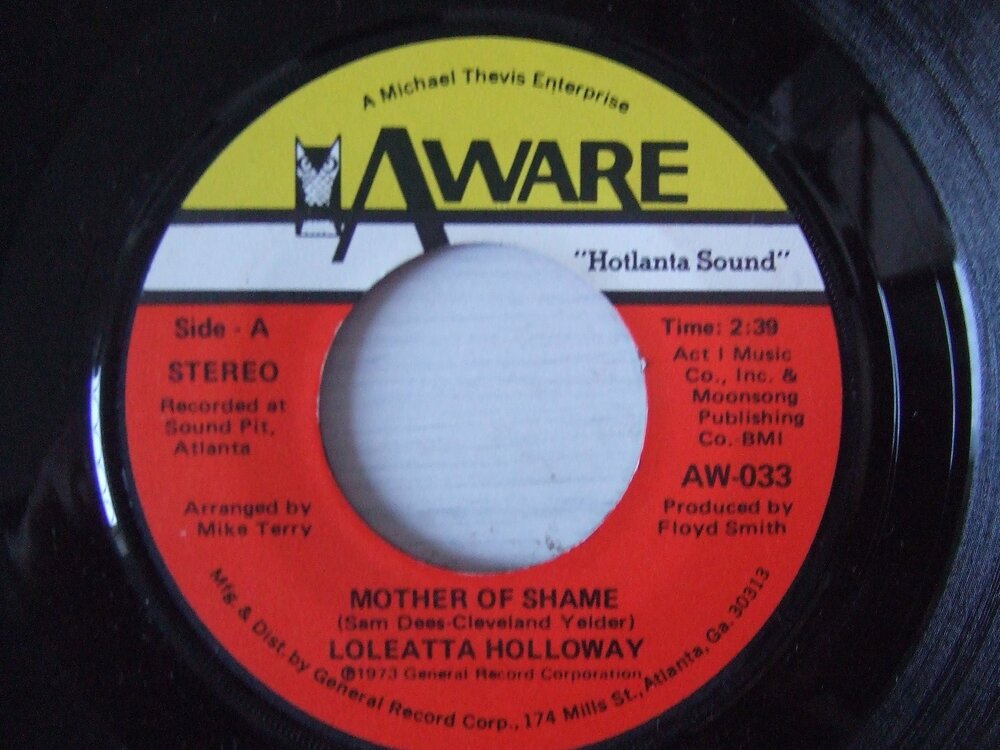 A Michael Thevis Enterprise
AWARE
"Hotlanta Sound"
Side - A
STEREO
Recorded at
Sound Pit,
Atlanta
Arranged by
Mike Terry
Time: 2:39
Act I Music
Co., Inc. &
Moonsong
Publishing
Co.-BMI
AW-033
Produced by
Floyd Smith
MOTHER OF SHAME
(Sam Dees-Cleveland Yelder)
LOLEATTA HOLLOWAY
℗1973 General Record Corporation
Mfg. & Dist. by General Record Corp., 174 Mills St., Atlanta, Ga. 30313